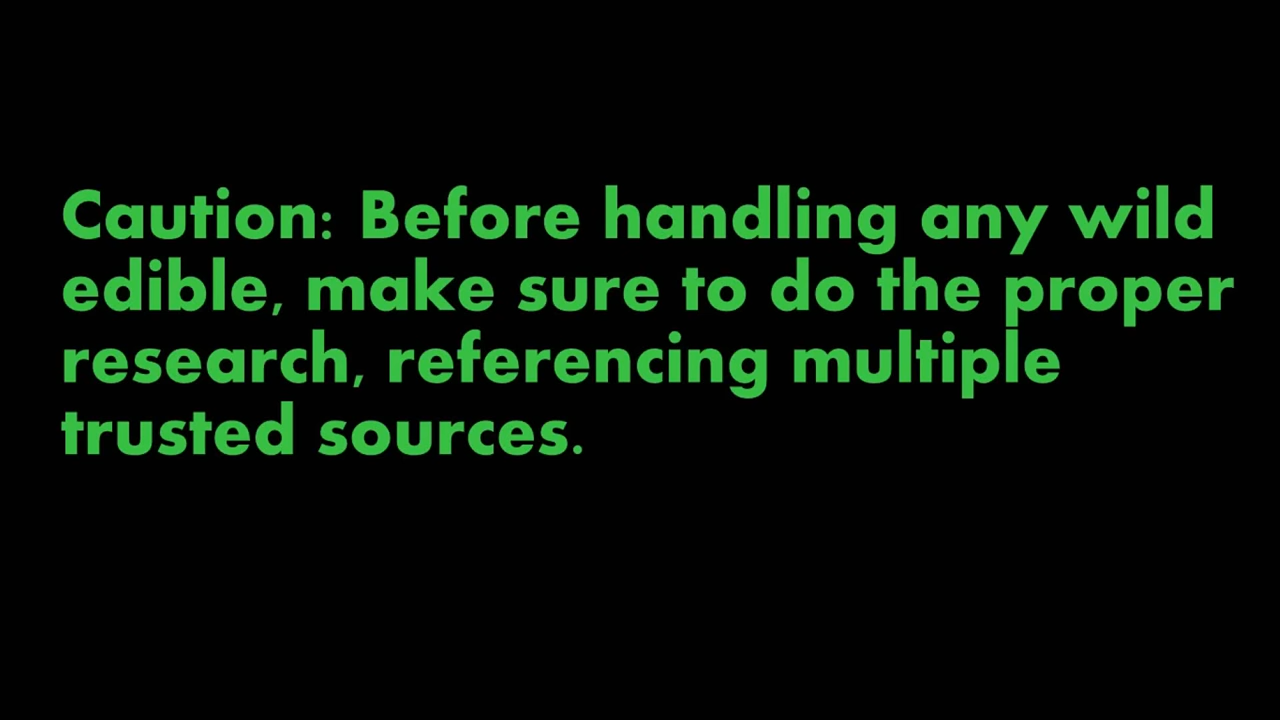 Caution: Before handling any wild
edible, make sure to do the proper
research, referencing multiple
trusted sources.